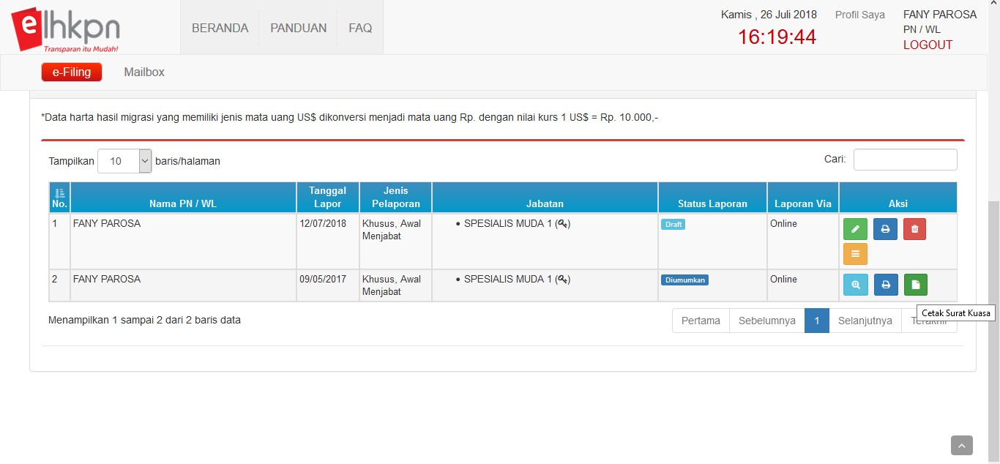 elhkpn
Transparan itu Mudah!
BERANDA
PANDUAN
FAQ
Kamis , 26 Juli 2018
16:19:44
Profil Saya
FANY PAROSA
PN / WL
LOGOUT
e-Filing
Mailbox
*Data harta hasil migrasi yang memiliki jenis mata uang US$ dikonversi menjadi mata uang Rp. dengan nilai kurs 1 US$ = Rp. 10.000,-
Tampilkan 10 baris/halaman
Cari:
No.
Nama PN / WL
Tanggal
Lapor
Jenis
Pelaporan
Jabatan
Status Laporan
Laporan Via
Aksi
1
FANY PAROSA
12/07/2018
Khusus, Awal
Menjabat
• SPESIALIS MUDA 1 ()
Draft
Online
2
FANY PAROSA
09/05/2017
Khusus, Awal
Menjabat
• SPESIALIS MUDA 1 ()
Diumumkan
Online
Cetak Surat Kuasa
Menampilkan 1 sampai 2 dari 2 baris data
Pertama
Sebelumnya
1
Selanjutnya